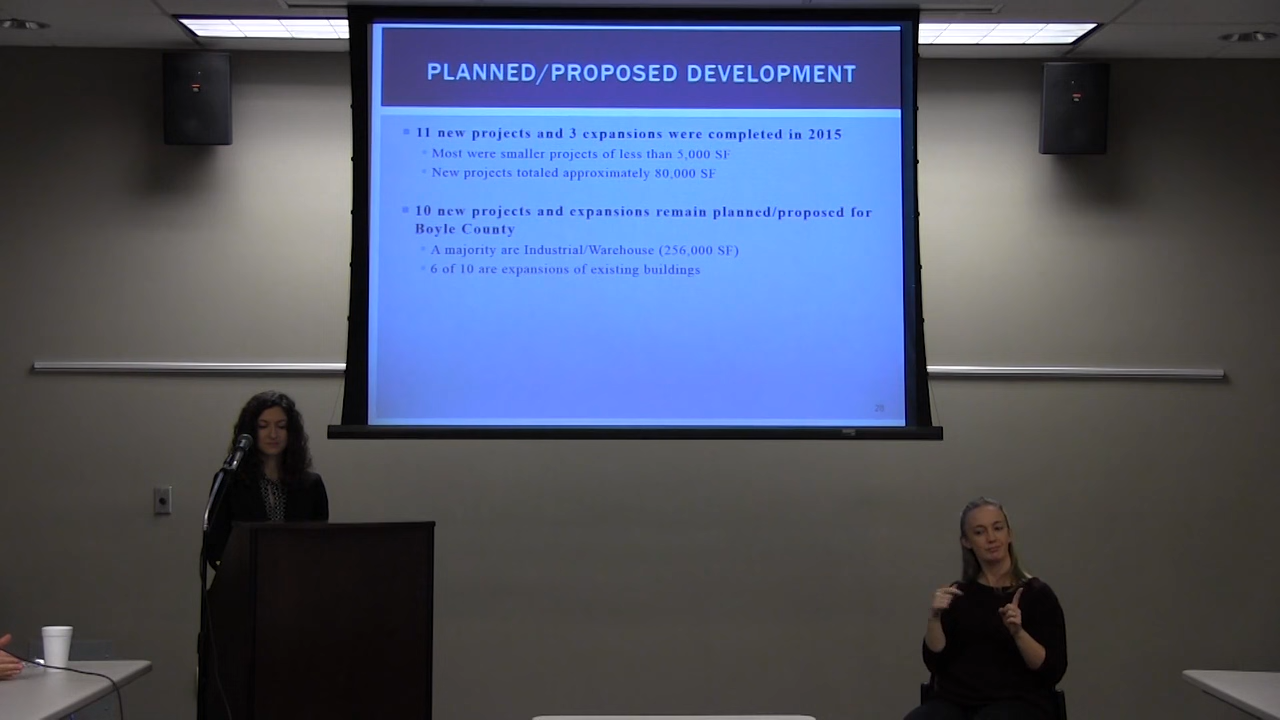 PLANNED/PROPOSED DEVELOPMENT
11 new projects and 3 expansions were completed in 2015
Most were smaller projects of less than 5,000 SF
New projects totaled approximately 80,000 SF
10 new projects and expansions remain planned/proposed for
Boyle County
A majority are Industrial/Warehouse (256,000 SF)
6 of 10 are expansions of existing buildings